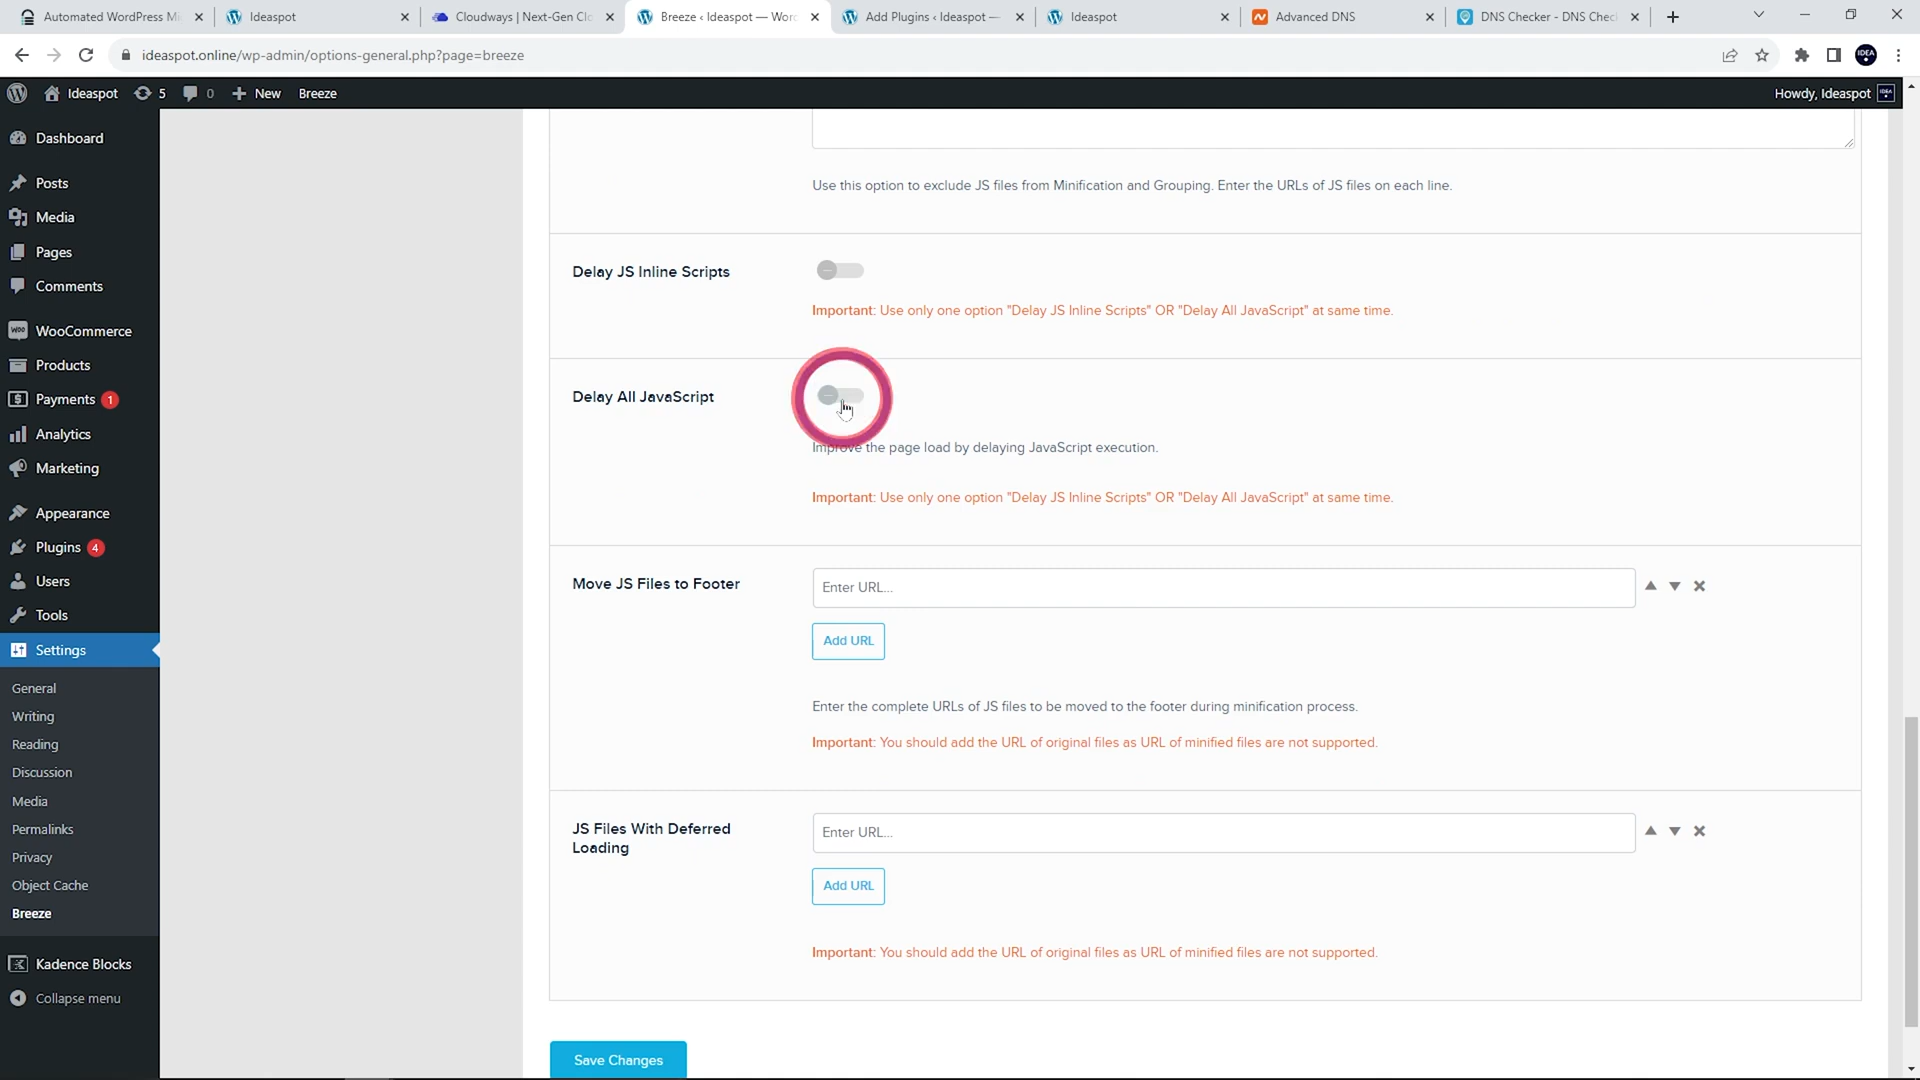 Automated WordPress Mi
Ideaspot
Cloudways | Next-Gen Clo
Breeze ‹ Ideaspot — Word
Add Plugins ‹ Ideaspot —
Ideaspot
Advanced DNS
DNS Checker - DNS Chec
ideaspot.online/wp-admin/options-general.php?page=breeze
IDEA
Ideaspot
5
0
New
Breeze
Howdy, Ideaspot
Dashboard
Posts
Media
Pages
Comments
WooCommerce
Products
Payments 1
Analytics
Marketing
Appearance
Plugins 4
Users
Tools
Settings
General
Writing
Reading
Discussion
Media
Permalinks
Privacy
Object Cache
Breeze
Kadence Blocks
Collapse menu
Use this option to exclude JS files from Minification and Grouping. Enter the URLs of JS files on each line.
Delay JS Inline Scripts
Important: Use only one option "Delay JS Inline Scripts" OR "Delay All JavaScript" at same time.
Delay All JavaScript
Improve the page load by delaying JavaScript execution.
Important: Use only one option "Delay JS Inline Scripts" OR "Delay All JavaScript" at same time.
Move JS Files to Footer
Enter URL...
Add URL
Enter the complete URLs of JS files to be moved to the footer during minification process.
Important: You should add the URL of original files as URL of minified files are not supported.
JS Files With Deferred
Loading
Enter URL...
Add URL
Important: You should add the URL of original files as URL of minified files are not supported.
Save Changes